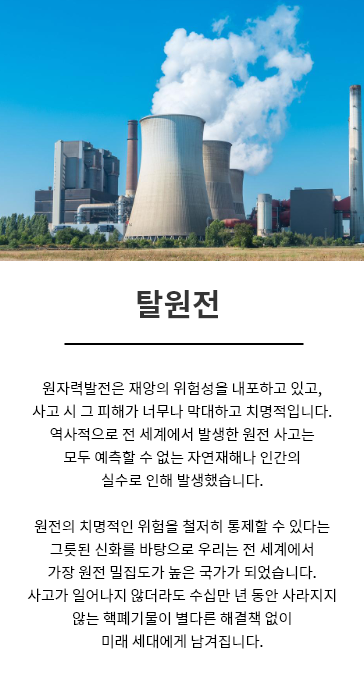 탈원전
원자력발전은 재앙의 위험성을 내포하고 있고,
사고 시 그 피해가 너무나 막대하고 치명적입니다.
역사적으로 전 세계에서 발생한 원전 사고는
모두 예측할 수 없는 자연재해나 인간의
실수로 인해 발생했습니다.
원전의 치명적인 위험을 철저히 통제할 수 있다는
그릇된 신화를 바탕으로 우리는 전 세계에서
가장 원전 밀집도가 높은 국가가 되었습니다.
사고가 일어나지 않더라도 수십만 년 동안 사라지지
않는 핵폐기물이 별다른 해결책 없이
미래 세대에게 남겨집니다.